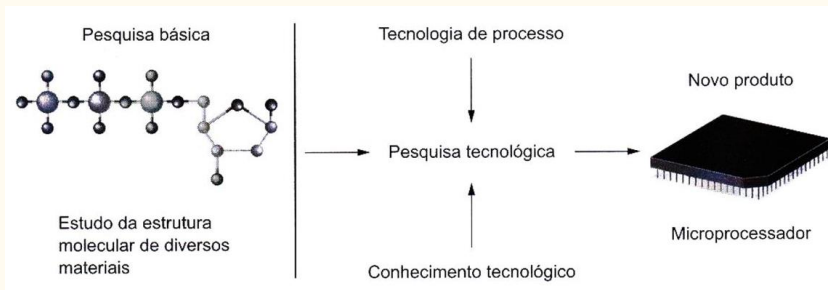 Pesquisa básica
Estudo da estrutura
molecular de diversos
materiais
Tecnologia de processo
Pesquisa tecnológica
Conhecimento tecnológico
Novo produto
Microprocessador